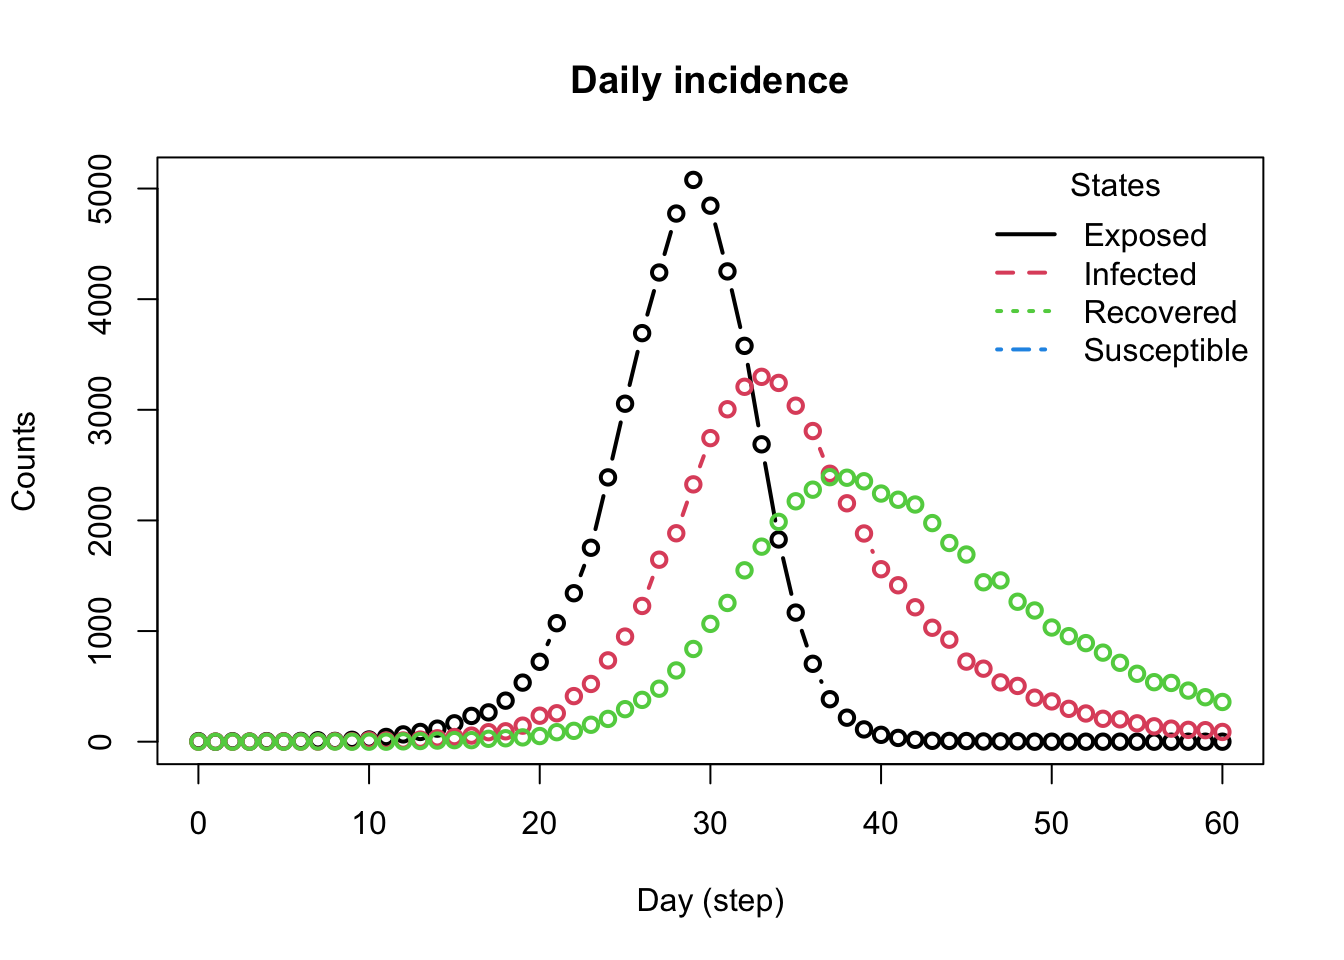 Daily incidence
5000
4000
3000
2000
1000
0
Counts
States
Exposed
Infected
Recovered
Susceptible
0 10 20 30 40 50 60
Day (step)